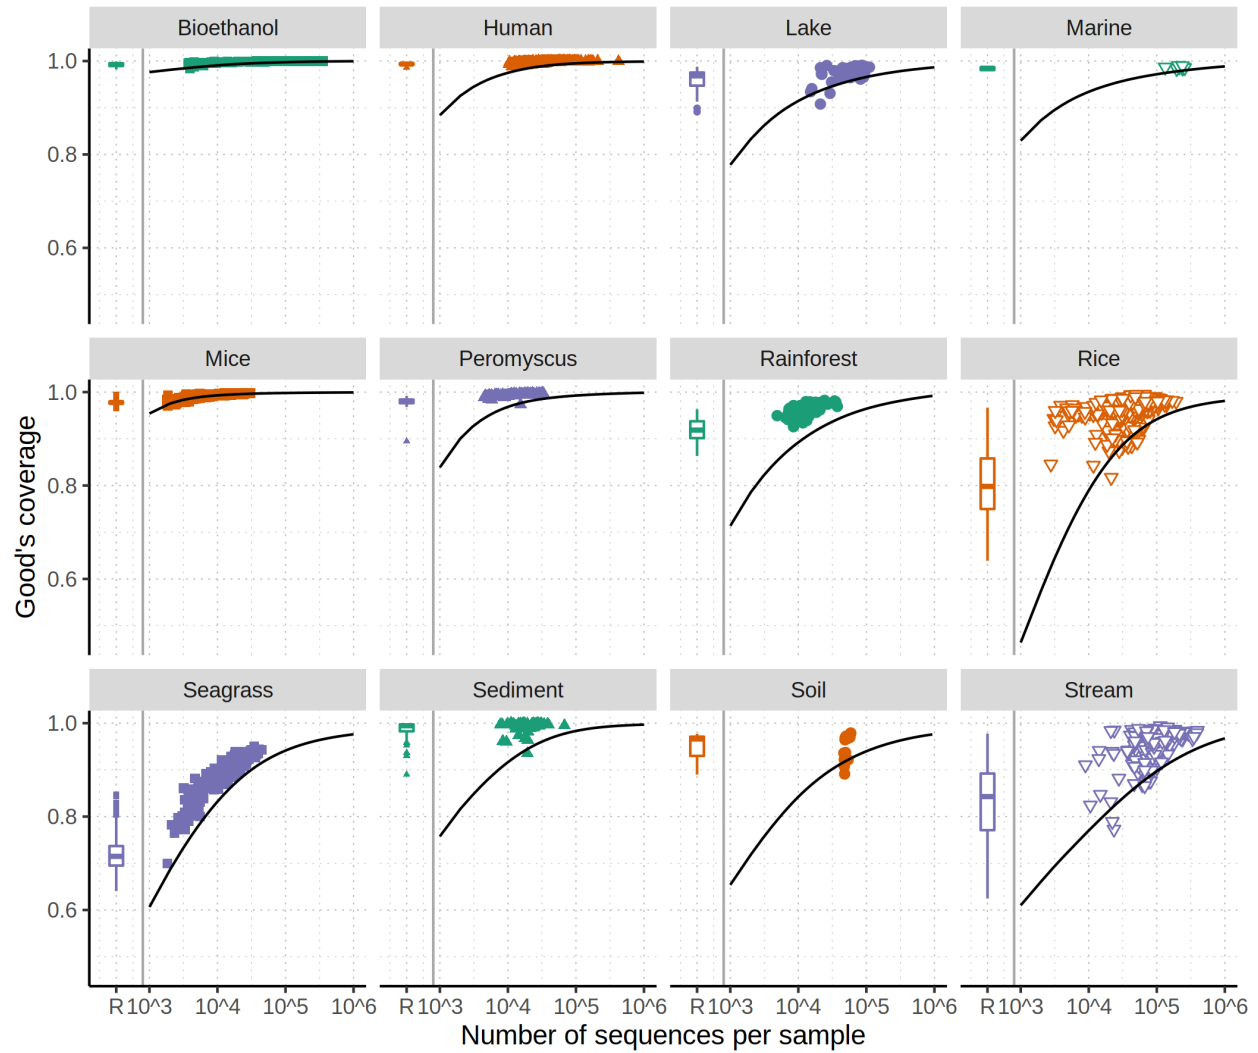 Bioethanol Human Lake Marine
1.0
0.8
0.6
Mice Peromyscus Rainforest Rice
1.0
0.8
0.6
Seagrass Sediment Soil Stream
1.0
0.8
0.6
Good's coverage
R 10^3 10^4 10^5 10^6 R 10^3 10^4 10^5 10^6 R 10^3 10^4 10^5 10^6 R 10^3 10^4 10^5 10^6
Number of sequences per sample